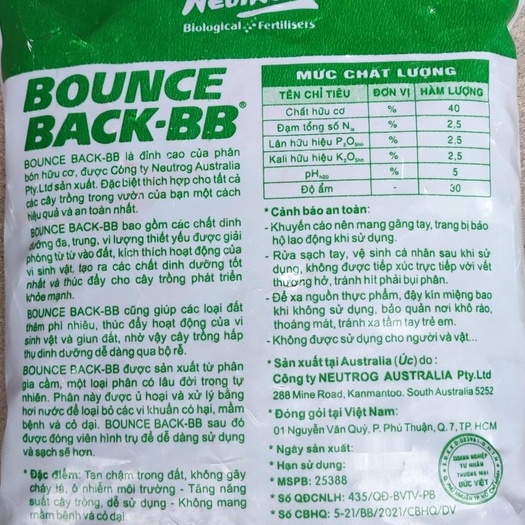 Biological Fertilisers
BOUNCE
BACK-BB®
BOUNCE BACK-BB là đỉnh cao của phân
bón hữu cơ, được Công ty Neutrog Australia
Pty.Ltd sản xuất. Đặc biệt thích hợp cho tất cả
các cây trồng trong vườn của bạn một cách
hiệu quả và an toàn nhất.
BOUNCE BACK-BB bao gồm các chất dinh
dưỡng đa, trung, vi lượng thiết yếu được giải
phóng từ từ vào đất, kích thích hoạt động của
vi sinh vật, tạo ra các chất dinh dưỡng tốt
nhất và thúc đẩy cho cây trồng phát triển
khỏe mạnh.
BOUNCE BACK-BB cũng giúp các loại đất
thêm phì nhiêu, thúc đẩy hoạt động của vi
sinh vật và giun dất, nhờ vậy cây trồng hấp
thụ dinh dưỡng dễ dàng qua bộ rễ.
BOUNCE BACK-BB được sản xuất từ phân
gia cầm, một loại phân có lâu đời trong tự
nhiên. Phân này được ủ hoại và xử lý bằng
hơi nước để loại bỏ các vi khuẩn có hại, mầm
bệnh và cỏ dại. BOUNCE BACK-BB sau đó
được đóng viên hình trụ để dễ dàng sử dụng
và sạch sẽ hơn.
* Đặc điểm: Tan chậm trong đất, không gây
cháy lá, ô nhiễm môi trường - Tăng năng
suất cây trồng, dễ sử dụng - Không mang
mầm bệnh và cỏ dại.
MỨC CHẤT LƯỢNG
TÊN CHỈ TIÊU ĐƠN VỊ HÀM LƯỢNG
Chất hữu cơ % 40
Đạm tổng số Nts % 2,5
Lân hữu hiệu P2O5hh % 2,5
Kali hữu hiệu K2Ohh % 2,5
pHH2O % 5
Độ ẩm - 30
* Cảnh báo an toàn:
- Khuyến cáo nên mang găng tay, trang bị bảo
hộ lao động khi sử dụng.
- Rửa sạch tay, vệ sinh cá nhân sau khi sử
dụng, không được tiếp xúc trực tiếp với vết
thương hở, tránh hít phải bụi phân.
- Để xa nguồn thực phẩm, đậy kín miệng bao
khi không sử dụng, bảo quản nơi khô ráo,
thoáng mát, tránh xa tầm tay trẻ em.
- Không được sử dụng cho người và vật...
* Sản xuất tại Australia (Úc) do :
Công ty NEUTROG AUSTRALIA Pty.Ltd
288 Mine Road, Kanmantoo. South Australia 5252
* Đóng gói tại Việt Nam:
01 Nguyễn Văn Quỳ, P. Phú Thuận, Q.7, TP. HCM
* Ngày sản xuất:
* Hạn sử dụng:
* MSPB: 25388
* Số QĐCNLH: 435/QĐ-BVTV-PB
* Số CBHQ: 5-21/BB/2021/CBHQ/DV
DOANH NGHIỆP
TƯ NHÂN
THƯƠNG MẠI
ĐỨC VIỆT